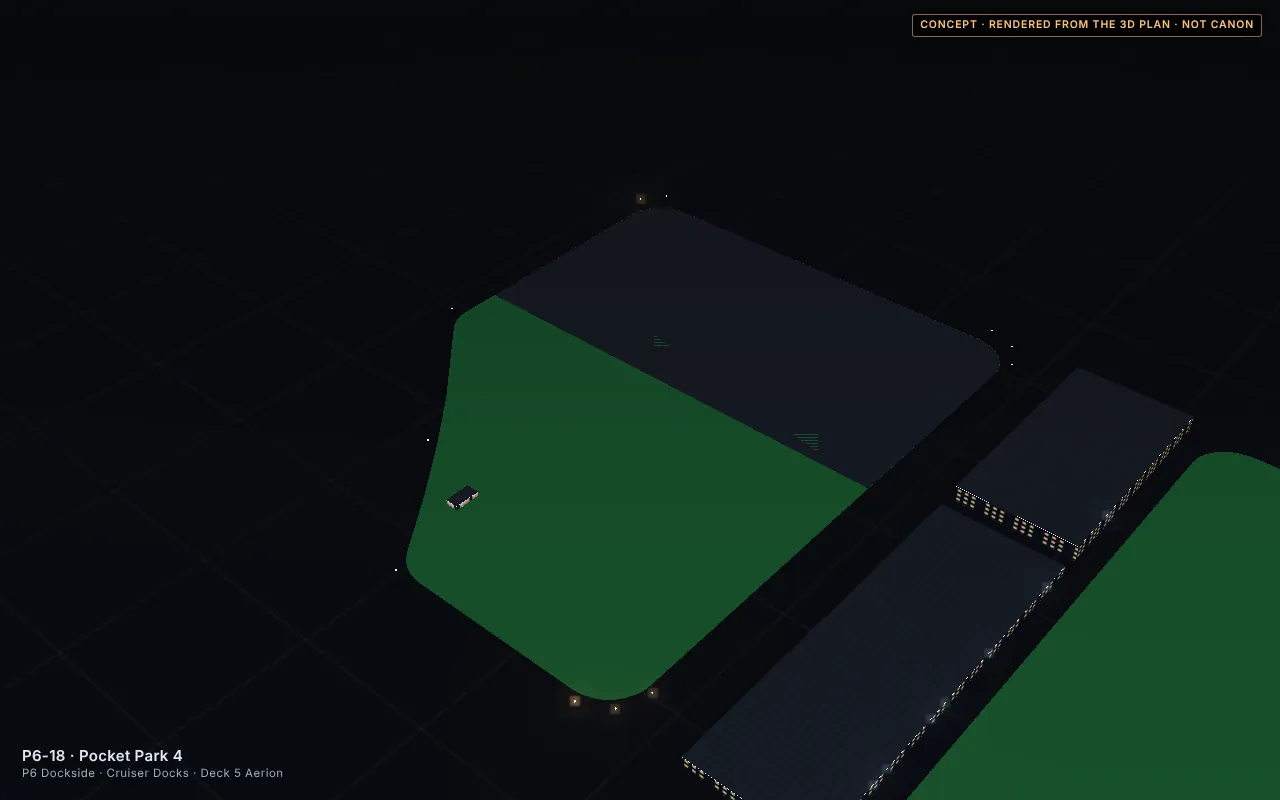 CONCEPT · RENDERED FROM THE 3D PLAN · NOT CANON
P6-18 · Pocket Park 4
P6 Dockside · Cruiser Docks · Deck 5 Aerion